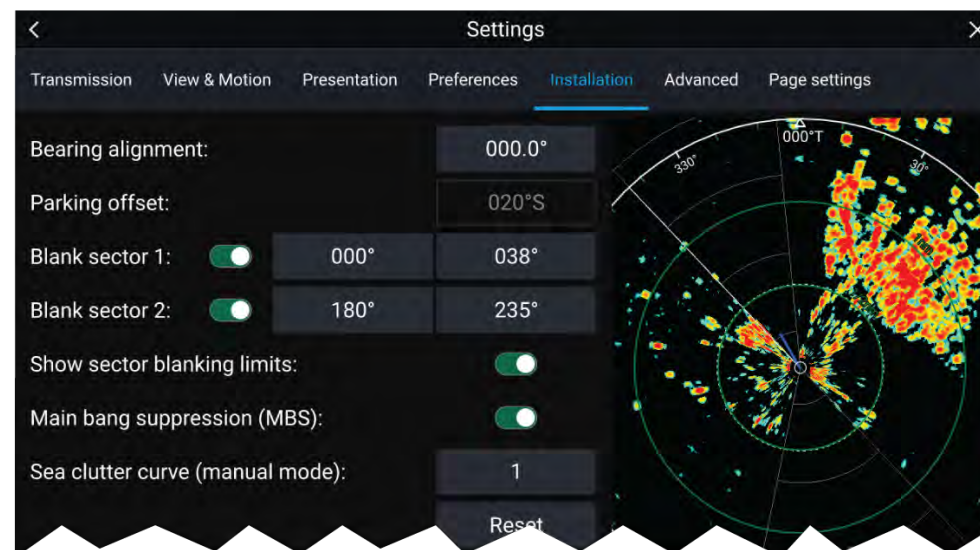 Settings
Transmission View & Motion Presentation Preferences Installation Advanced Page settings
Bearing alignment: 000.0°
Parking offset: 020°S
Blank sector 1: 000° 038°
Blank sector 2: 180° 235°
Show sector blanking limits:
Main bang suppression (MBS):
Sea clutter curve (manual mode): 1
Reset
000°T
330°
30°